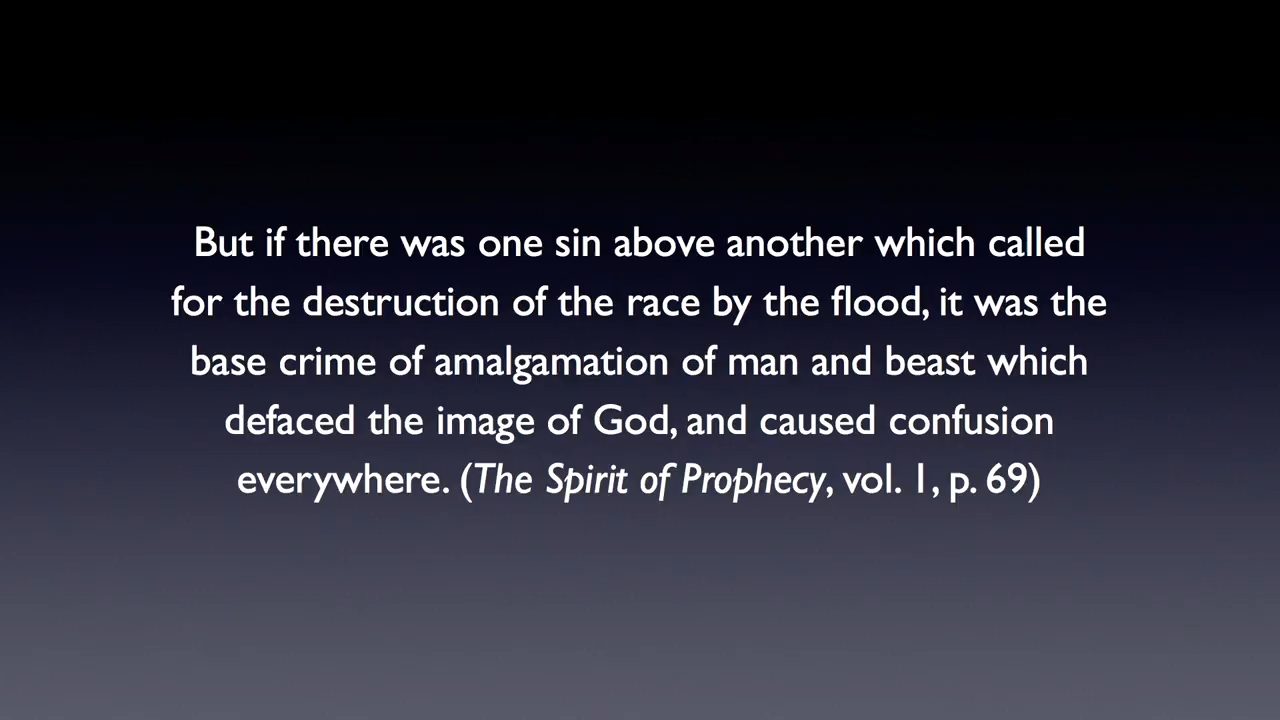 But if there was one sin above another which called
for the destruction of the race by the flood, it was the
base crime of amalgamation of man and beast which
defaced the image of God, and caused confusion
everywhere. (The Spirit of Prophecy, vol. 1, p. 69)